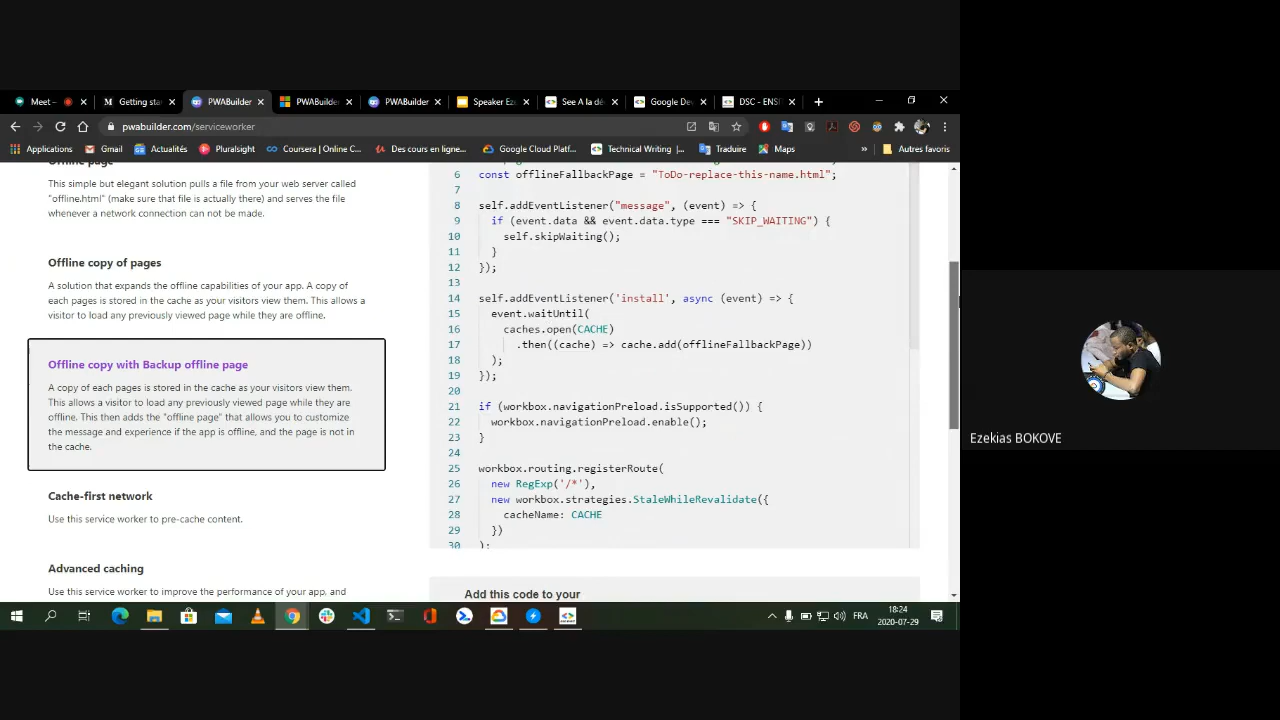 Meet –
Getting sta
PWABuilder
PWABuilder
PWABuilder
Speaker Eze
See A la dé
Google De
DSC - ENSI
pwabuilder.com/serviceworker
Applications
Gmail
Actualités
Pluralsight
Coursera | Online C...
Des cours en ligne...
Google Cloud Platf...
Technical Writing |...
Traduire
Maps
»
Autres favoris
Offline page
This simple but elegant solution pulls a file from your web server called
"offline.html" (make sure that file is actually there) and serves the file
whenever a network connection can not be made.
Offline copy of pages
A solution that expands the offline capabilities of your app. A copy of
each pages is stored in the cache as your visitors view them. This allows a
visitor to load any previously viewed page while they are offline.
Offline copy with Backup offline page
A copy of each pages is stored in the cache as your visitors view them.
This allows a visitor to load any previously viewed page while they are
offline. This then adds the "offline page" that allows you to customize
the message and experience if the app is offline, and the page is not in
the cache.
Cache-first network
Use this service worker to pre-cache content.
Advanced caching
Use this service worker to improve the performance of your app, and
6 const offlineFallbackPage = "ToDo-replace-this-name.html";
7
8 self.addEventListener("message", (event) => {
9 if (event.data && event.data.type === "SKIP_WAITING") {
10 self.skipWaiting();
11 }
12 });
13
14 self.addEventListener('install', async (event) => {
15 event.waitUntil(
16 caches.open(CACHE)
17 .then((cache) => cache.add(offlineFallbackPage))
18 );
19 });
20
21 if (workbox.navigationPreload.isSupported()) {
22 workbox.navigationPreload.enable();
23 }
24
25 workbox.routing.registerRoute(
26 new RegExp('/*'),
27 new workbox.strategies.StaleWhileRevalidate({
28 cacheName: CACHE
29 })
30 );
Add this code to your
FRA
18:24
2020-07-29
Ezekias BOKOVE